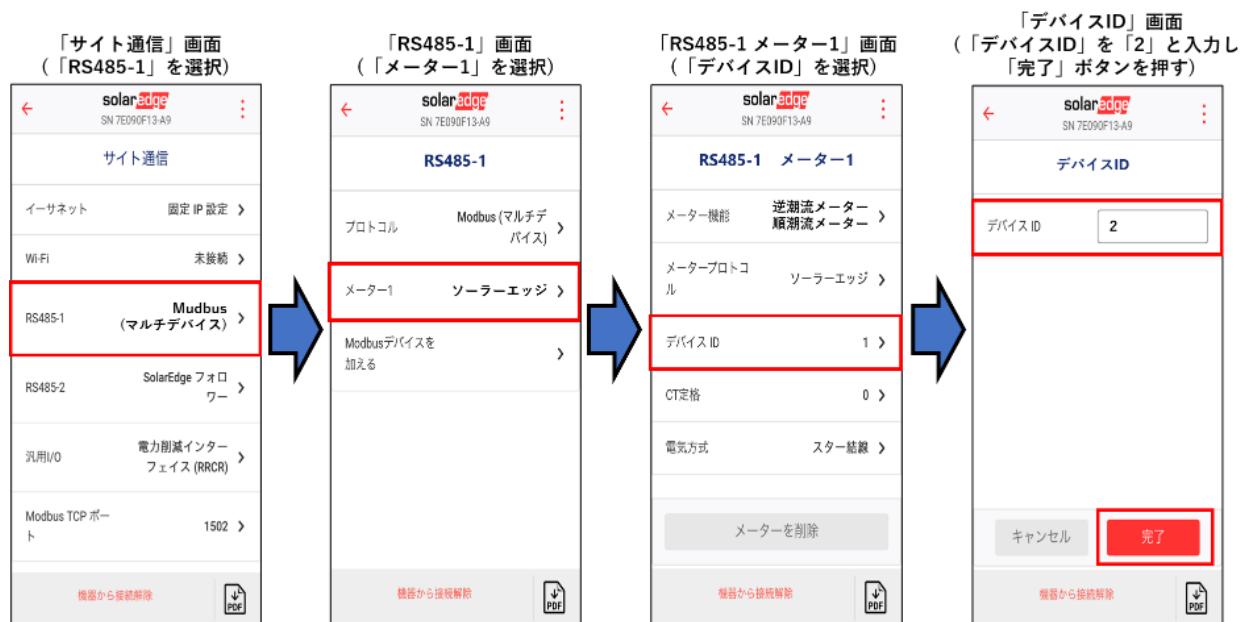 「サイト通信」画面
(「RS485-1」を選択)
solaredge
SN 7E090F13-A9
サイト通信
イーサネット 固定 IP 設定
Wi-Fi 未接続
RS485-1 Mudbus
(マルチデバイス)
RS485-2 SolarEdge フォロ
ワー
汎用I/O 電力削減インター
フェイス (RRCR)
Modbus TCP ポー
ト 1502
機器から接続解除 PDF
「RS485-1」画面
(「メーター1」を選択)
solaredge
SN 7E090F13-A9
RS485-1
プロトコル Modbus (マルチデ
バイス)
メーター1 ソーラーエッジ
Modbusデバイスを
加える
機器から接続解除 PDF
「RS485-1 メーター1」画面
(「デバイスID」を選択)
solaredge
SN 7E090F13-A9
RS485-1 メーター1
メーター機能 逆潮流メーター
順潮流メーター
メータープロトコ
ル ソーラーエッジ
デバイス ID 1
CT定格 0
電気方式 スター結線
メーターを削除
機器から接続解除 PDF
「デバイスID」画面
(「デバイスID」を「2」と入力し
「完了」ボタンを押す)
solaredge
SN 7E090F13-A9
デバイスID
デバイス ID 2
キャンセル 完了
機器から接続解除 PDF